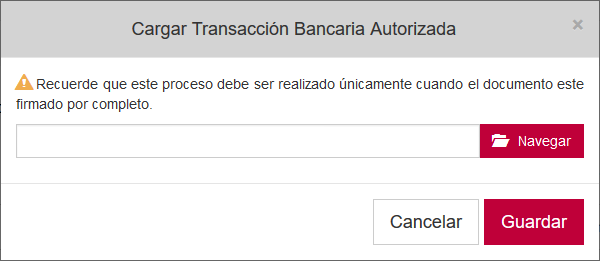 Cargar Transacción Bancaria Autorizada
×
Recuerde que este proceso debe ser realizado únicamente cuando el documento este
firmado por completo.
Navegar
Cancelar Guardar